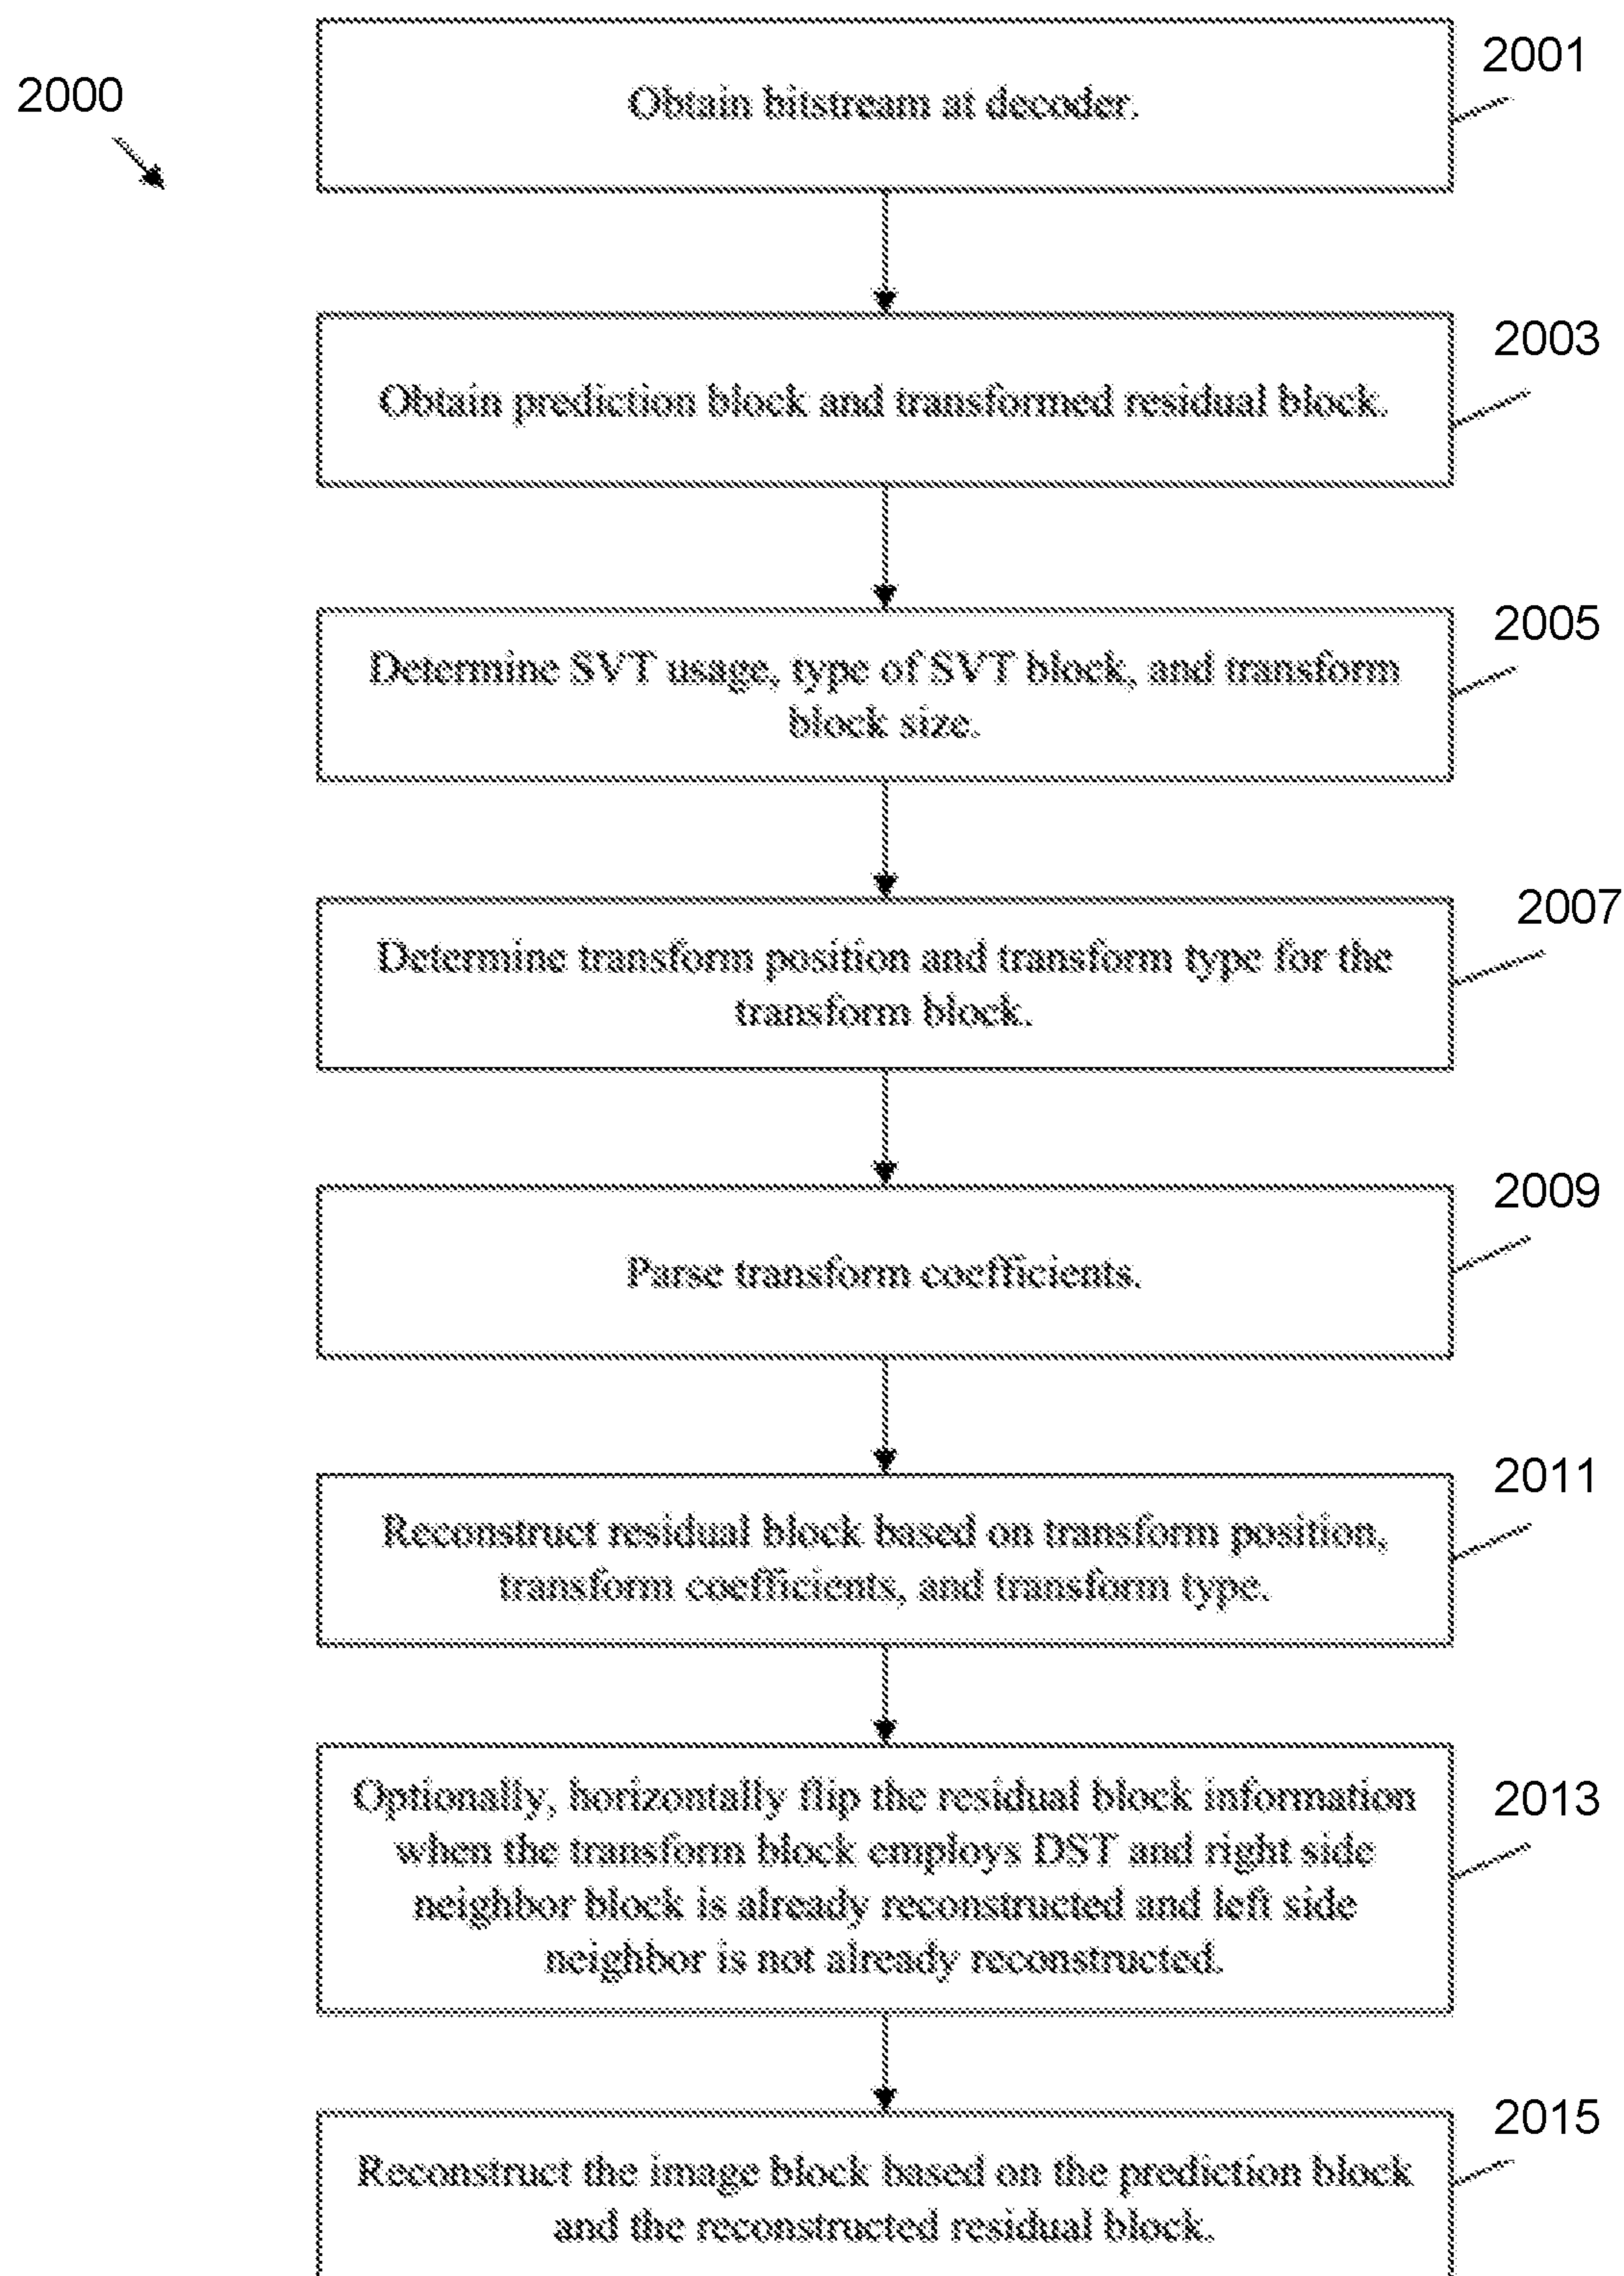 2000
2001
Obtain bitstream at decoder.
2003
Obtain prediction block and transformed residual block.
2005
Determine SVT usage, type of SVT block, and transform
block size.
2007
Determine transform position and transform type for the
transform block.
2009
Parse transform coefficients.
2011
Reconstruct residual block based on transform position,
transform coefficients, and transform type.
2013
Optionally, horizontally flip the residual block information
when the transform block employs DST and right side
neighbor block is already reconstructed and left side
neighbor is not already reconstructed.
2015
Reconstruct the image block based on the prediction block
and the reconstructed residual block.